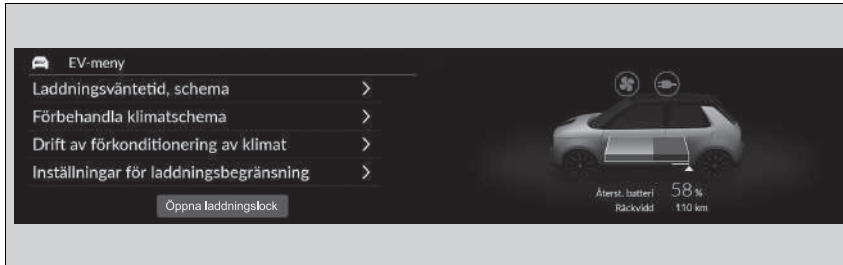 EV-meny
Laddningsväntetid, schema
Förbehandla klimatschema
Drift av förkonditionering av klimat
Inställningar för laddningsbegränsning
Öppna laddningslock
Återst. batteri 58 %
Räckvidd 110 km